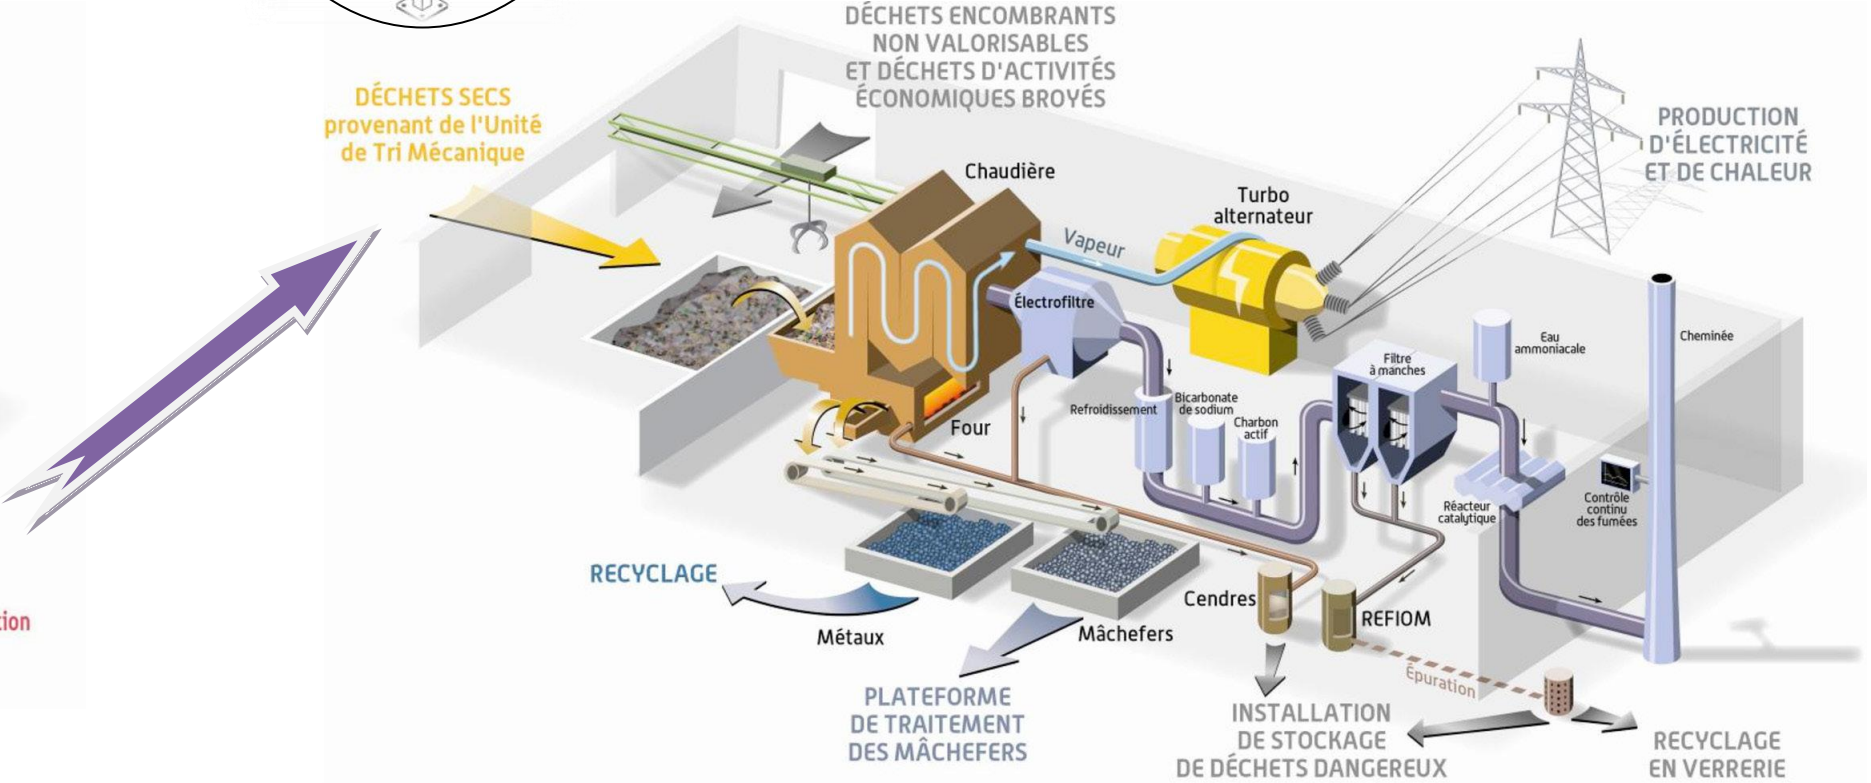 DÉCHETS ENCOMBRANTS
NON VALORISABLES
ET DÉCHETS D'ACTIVITÉS
ÉCONOMIQUES BROYÉS
DÉCHETS SECS
provenant de l'Unité
de Tri Mécanique
PRODUCTION
D'ÉLECTRICITÉ
ET DE CHALEUR
Chaudière
Turbo
alternateur
Vapeur
Électrofiltre
Eau
ammoniacale
Cheminée
Filtre
à manches
Refroidissement
Bicarbonate
de sodium
Charbon
actif
Four
Réacteur
catalytique
Contrôle
continu
des fumées
RECYCLAGE
Métaux
Mâchefers
Cendres
REFIOM
Épuration
PLATEFORME
DE TRAITEMENT
DES MÂCHEFERS
INSTALLATION
DE STOCKAGE
DE DÉCHETS DANGEREUX
RECYCLAGE
EN VERRERIE